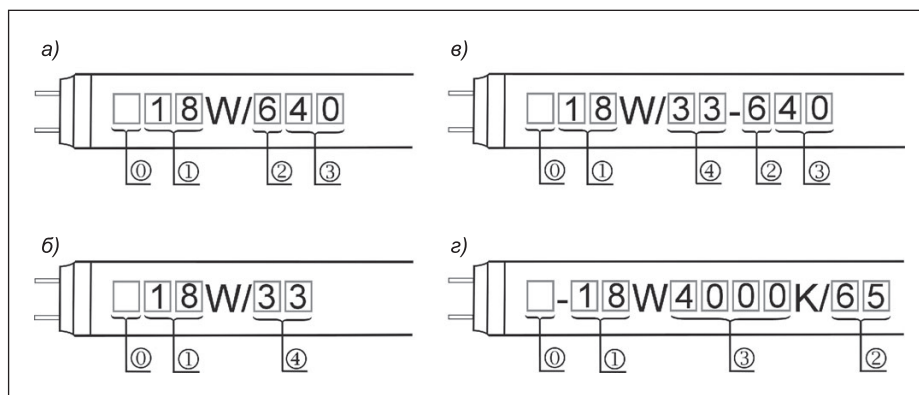 а)
18W/640
⓪ ① ② ③
в)
18W/33-640
⓪ ① ④ ② ③
б)
18W/33
⓪ ① ④
г)
-18W4000K/65
⓪ ① ③ ②